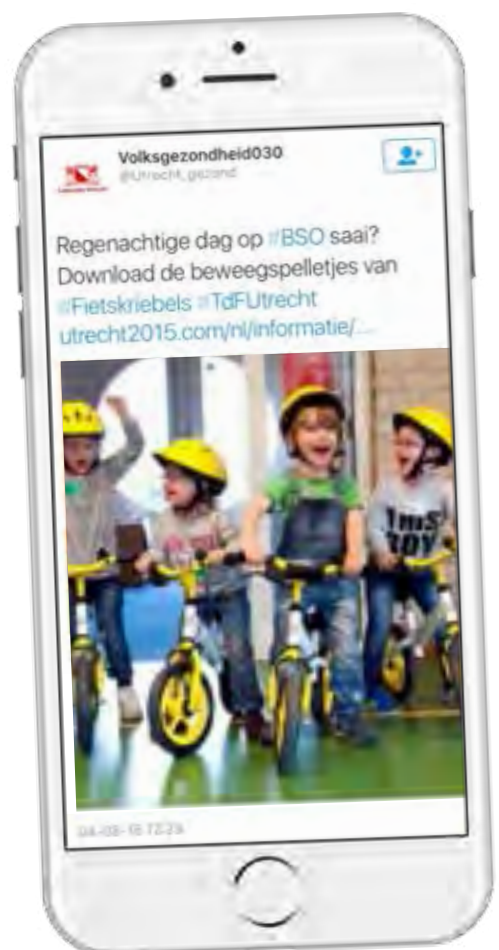 Volksgezondheid030
@Utrecht_gezond
Regenachtige dag op #BSO saai?
Download de beweegspelletjes van
#Fietskriebels #TdFUtrecht
utrecht2015.com/nl/informatie/...